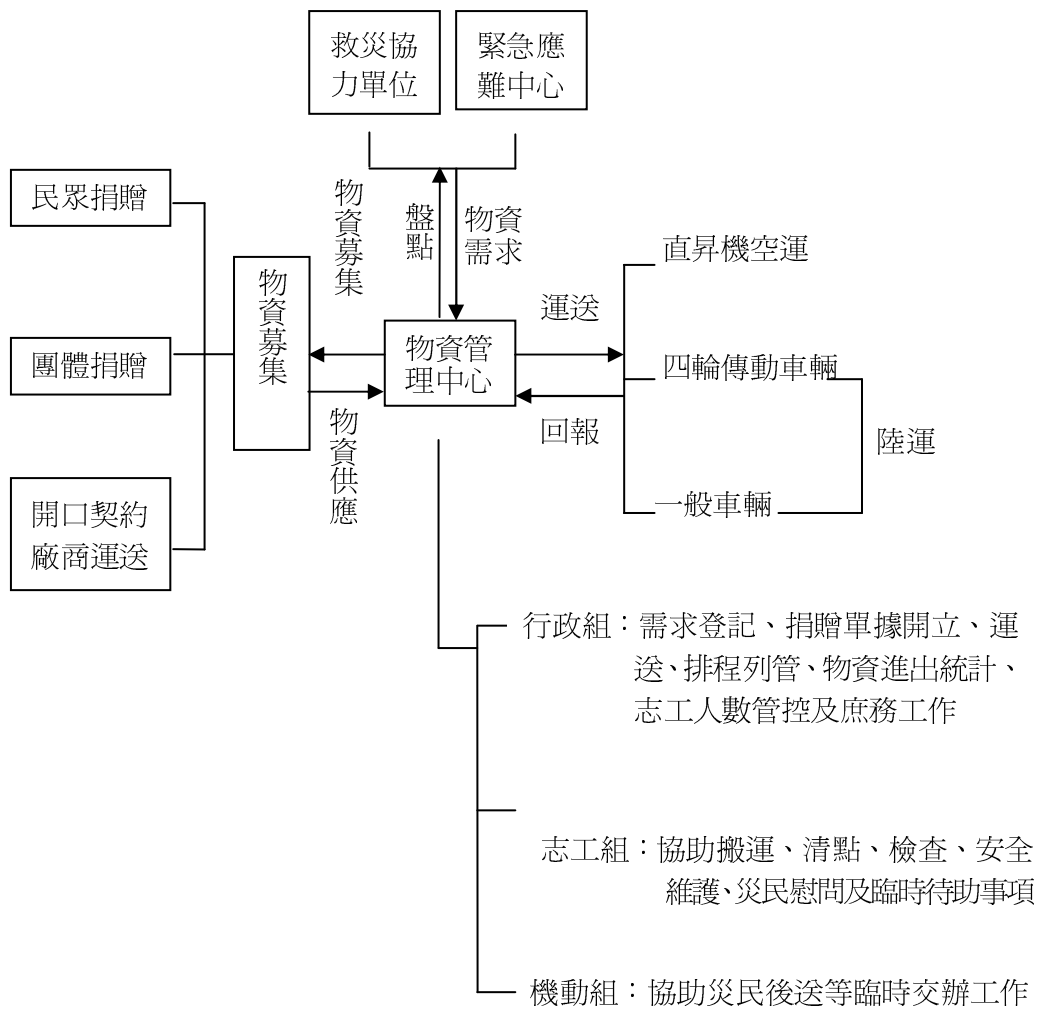 救災協
力單位
緊急應
難中心
民眾捐贈
團體捐贈
開口契約
廠商運送
物資募集
物資募集
盤點
物資
需求
物資管
理中心
物資供應
運送
回報
直昇機空運
四輪傳動車輛
一般車輛
陸運
行政組：需求登記、捐贈單據開立、運
送、排程列管、物資進出統計、
志工人數管控及庶務工作
志工組：協助搬運、清點、檢查、安全
維護、災民慰問及臨時待助事項
機動組：協助災民後送等臨時交辦工作